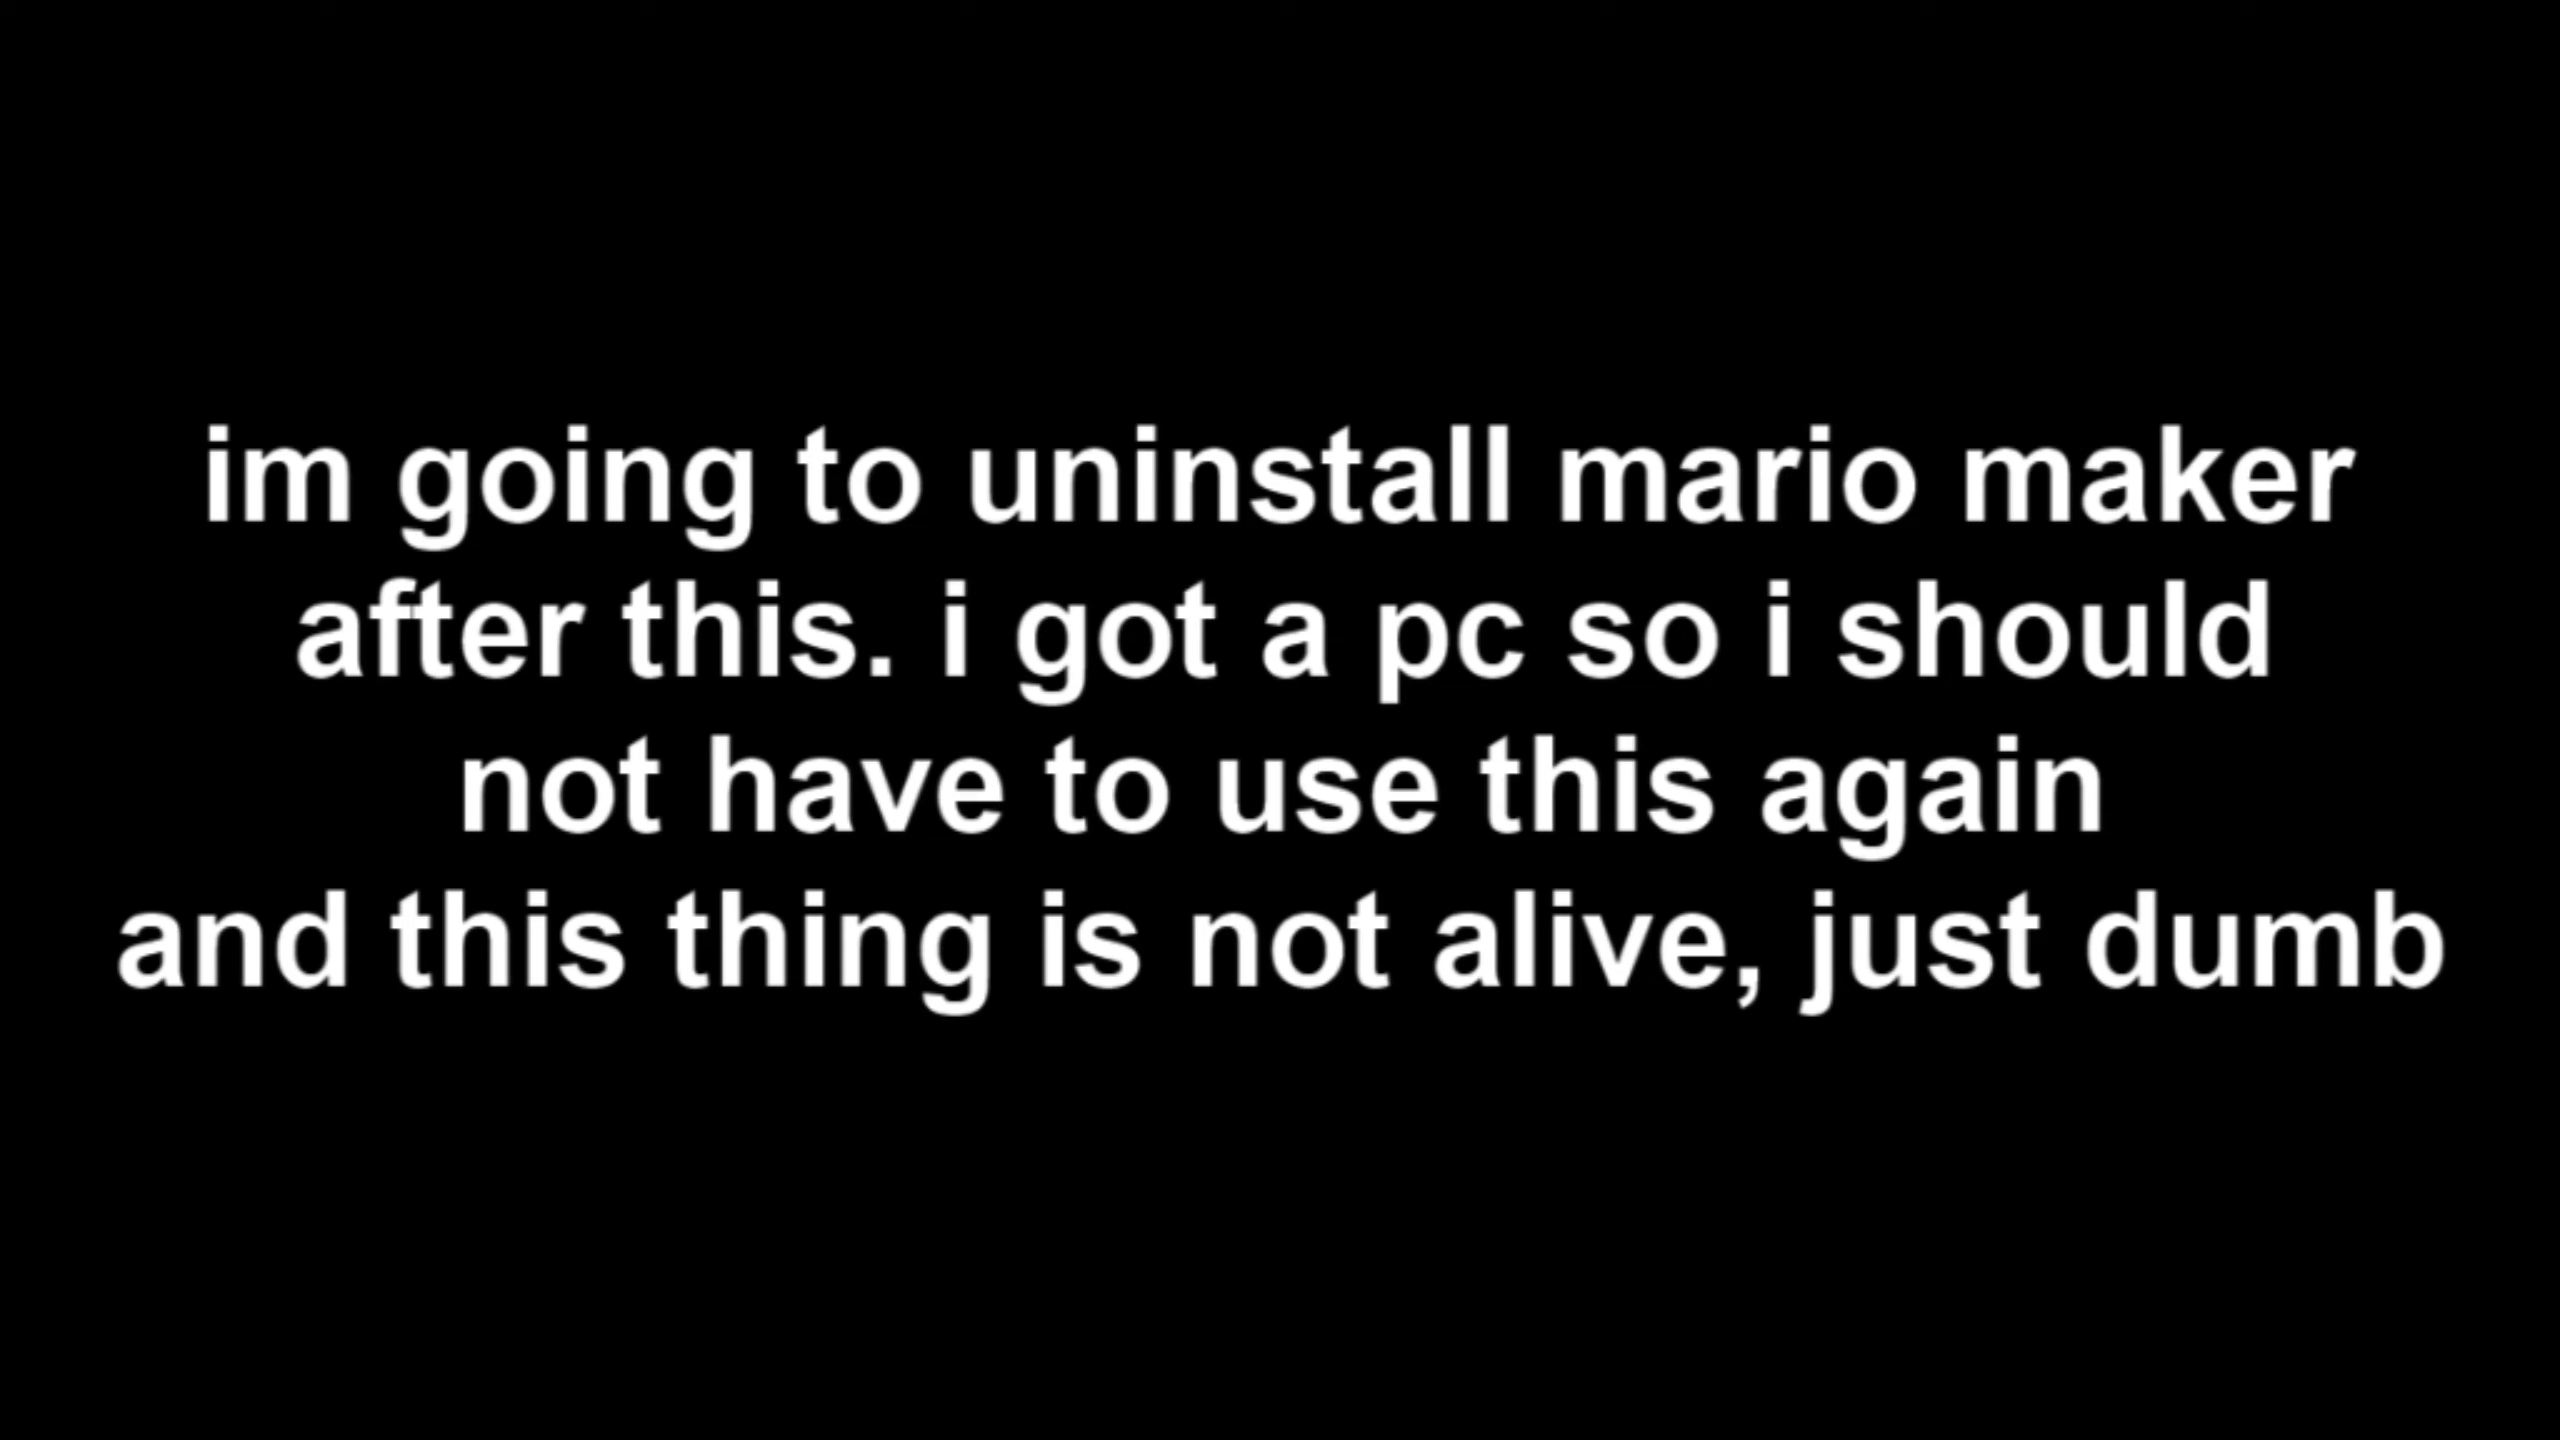 im going to uninstall mario maker
after this. i got a pc so i should
not have to use this again
and this thing is not alive, just dumb